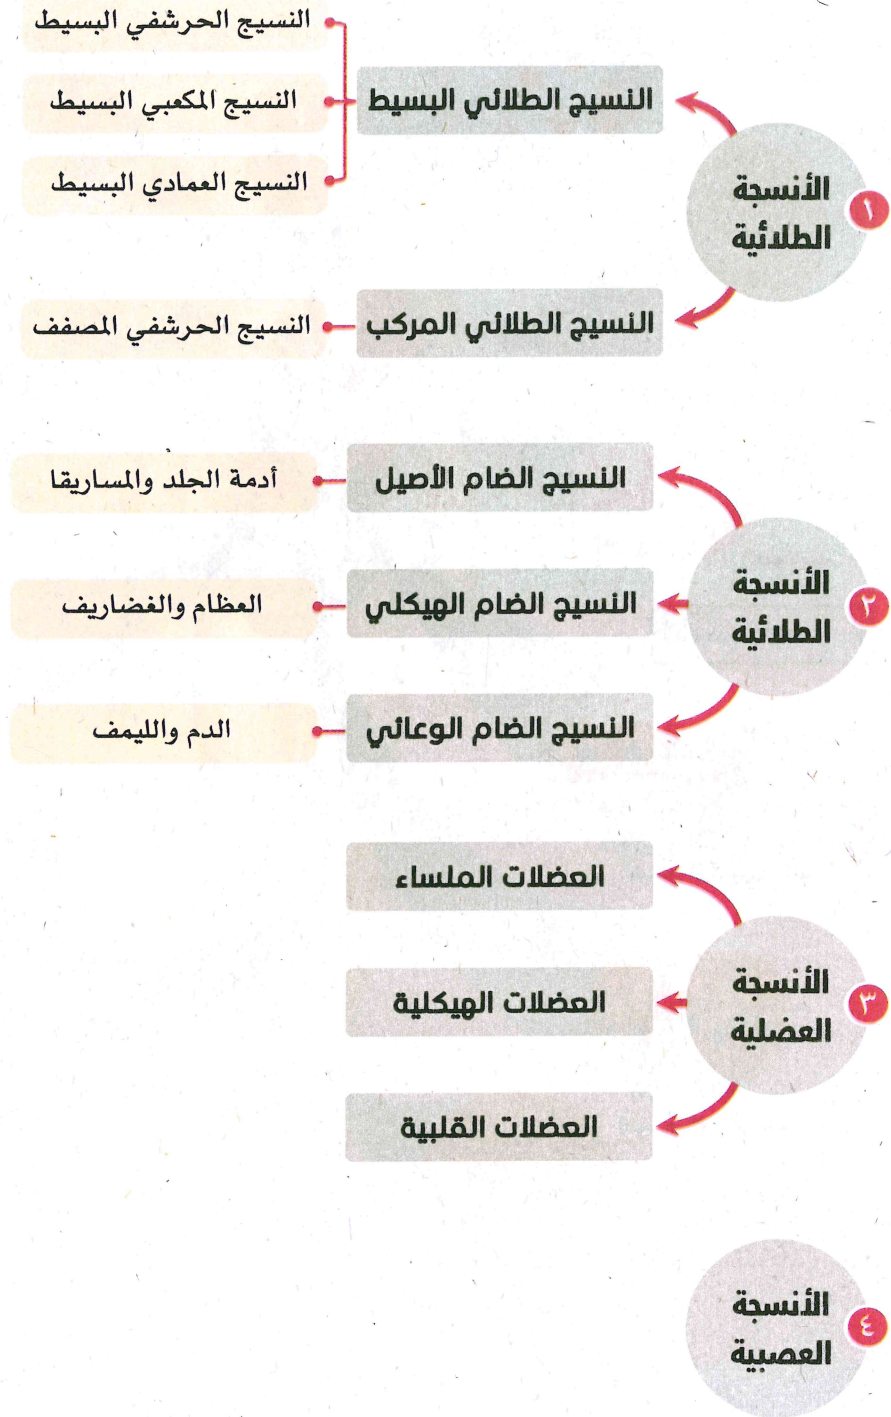 ١
الأنسجة
الطلائية
النسيج الطلائي البسيط
النسيج الحرشفي البسيط
النسيج المكعبي البسيط
النسيج العمادي البسيط
النسيج الطلائي المركب
النسيج الحرشفي المصفف
٢
الأنسجة
الطلائية
النسيج الضام الأصيل
أدمة الجلد والمساريقا
النسيج الضام الهيكلي
العظام والغضاريف
النسيج الضام الوعائي
الدم والليمف
٣
الأنسجة
العضلية
العضلات الملساء
العضلات الهيكلية
العضلات القلبية
٤
الأنسجة
العصبية